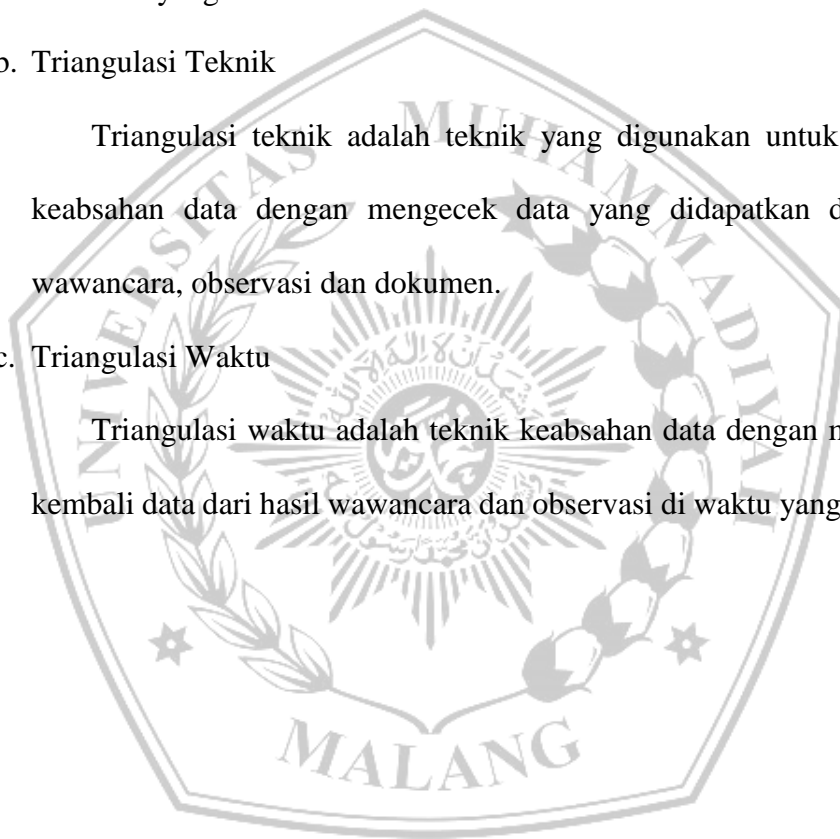 yang
b. Triangulasi Teknik
Triangulasi teknik adalah teknik yang digunakan untuk
keabsahan data dengan mengecek data yang didapatkan d
wawancara, observasi dan dokumen.
c. Triangulasi Waktu
Triangulasi waktu adalah teknik keabsahan data dengan m
kembali data dari hasil wawancara dan observasi di waktu yang
UNIVERSITAS MUHAMMADIYAH
MALANG